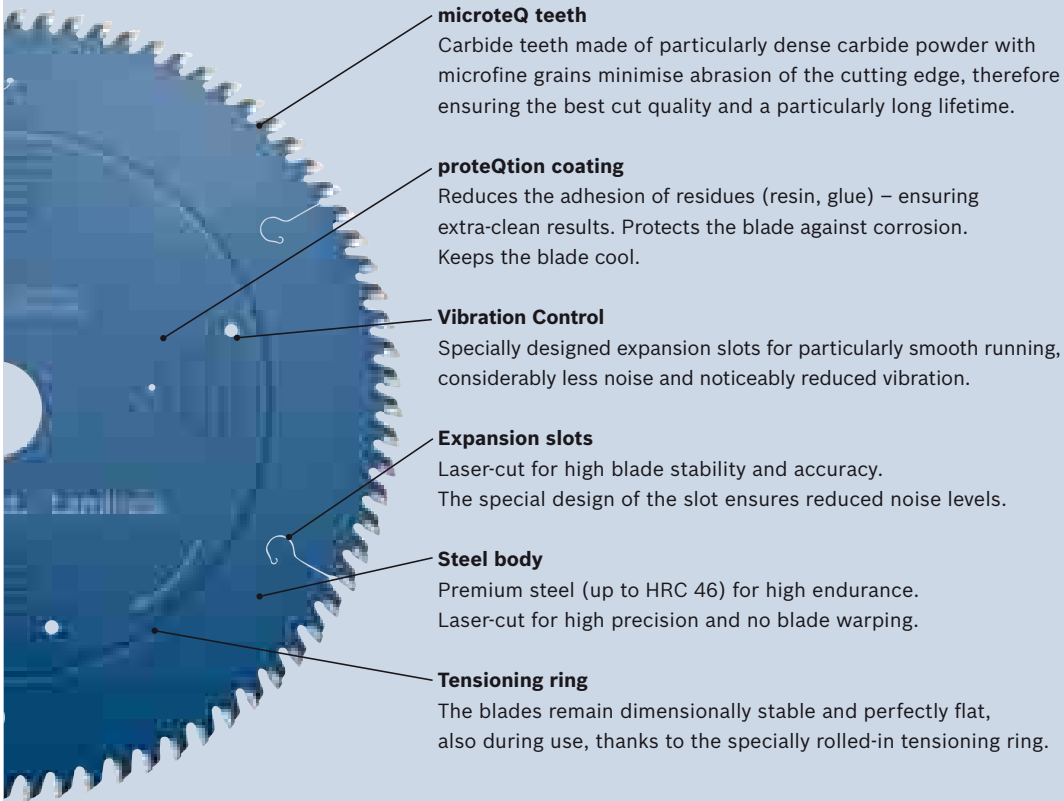 microteQ teeth
Carbide teeth made of particularly dense carbide powder with
microfine grains minimise abrasion of the cutting edge, therefore
ensuring the best cut quality and a particularly long lifetime.
proteQtion coating
Reduces the adhesion of residues (resin, glue) – ensuring
extra-clean results. Protects the blade against corrosion.
Keeps the blade cool.
Vibration Control
Specially designed expansion slots for particularly smooth running,
considerably less noise and noticeably reduced vibration.
Expansion slots
Laser-cut for high blade stability and accuracy.
The special design of the slot ensures reduced noise levels.
Steel body
Premium steel (up to HRC 46) for high endurance.
Laser-cut for high precision and no blade warping.
Tensioning ring
The blades remain dimensionally stable and perfectly flat,
also during use, thanks to the specially rolled-in tensioning ring.